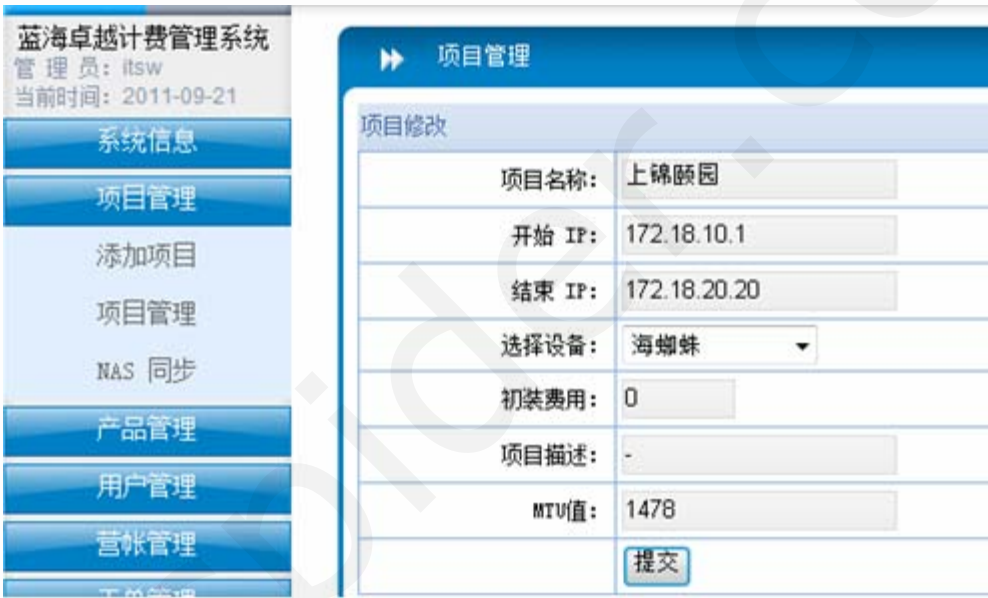 蓝海卓越计费管理系统
管 理 员：itsw
当前时间：2011-09-21
系统信息
项目管理
添加项目
项目管理
NAS 同步
产品管理
用户管理
营帐管理
工单管理
项目管理
项目修改
项目名称： 上锦颐园
开始 IP： 172.18.10.1
结束 IP： 172.18.20.20
选择设备： 海蜘蛛
初装费用： 0
项目描述： -
MTU值： 1478
提交